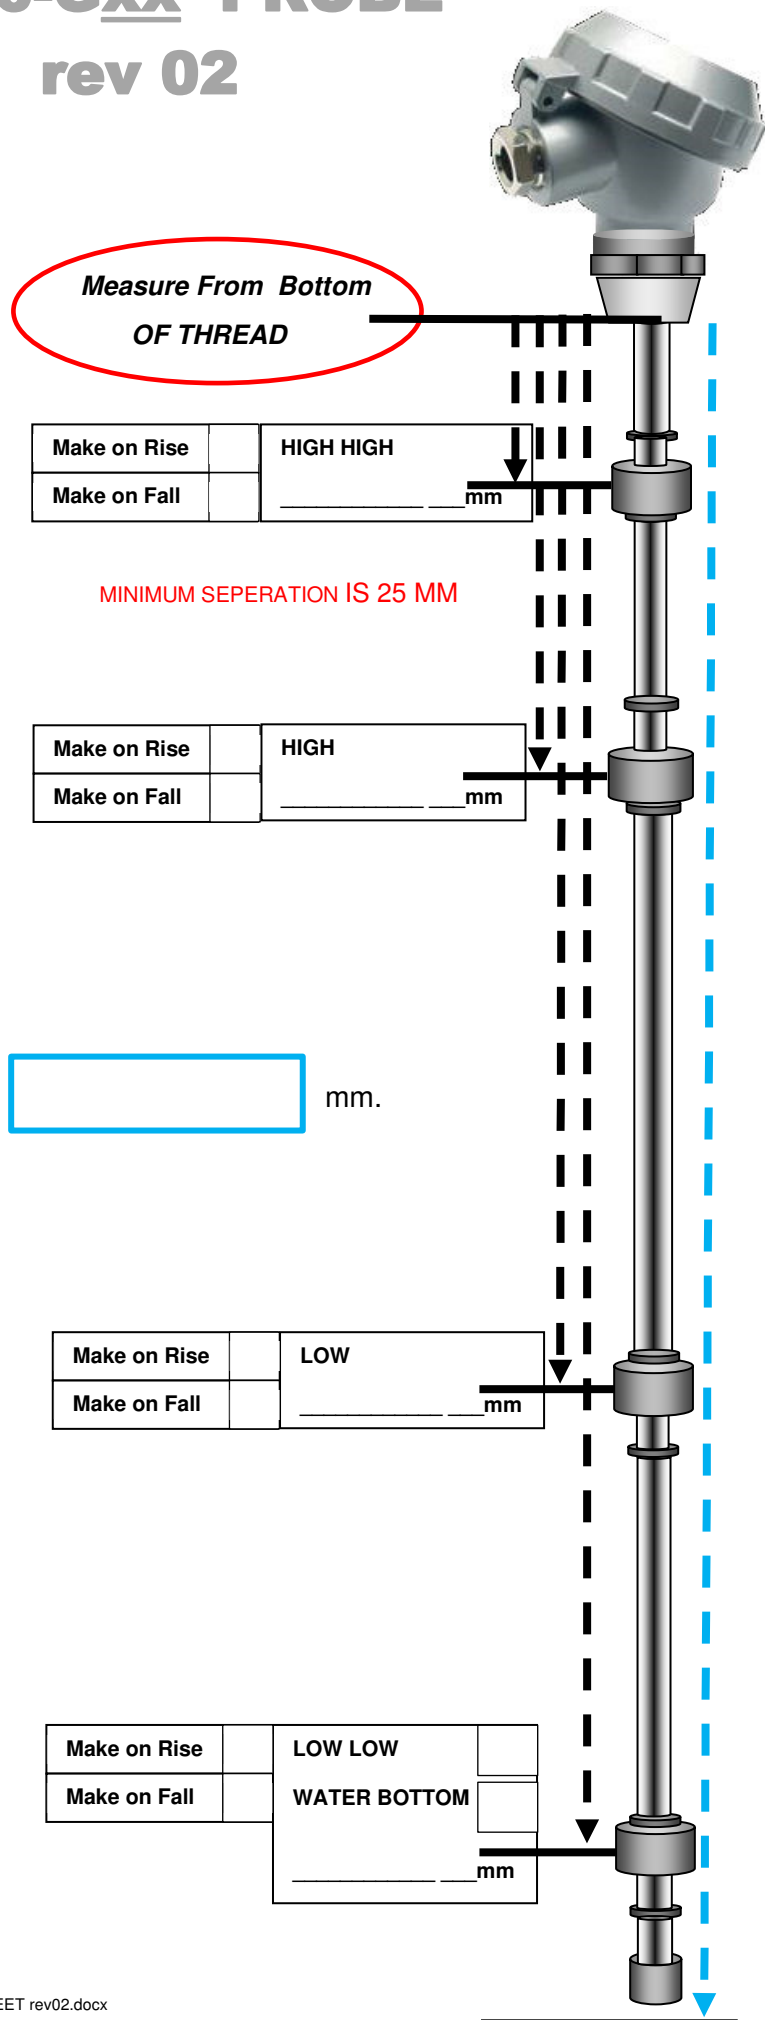 PROBE
rev 02
Measure From Bottom
OF THREAD
Make on Rise
HIGH HIGH
Make on Fall
____________ ___mm
MINIMUM SEPERATION IS 25 MM
Make on Rise
HIGH
Make on Fall
____________ ___mm
mm.
Make on Rise
LOW
Make on Fall
____________ ___mm
Make on Rise
LOW LOW
Make on Fall
WATER BOTTOM
____________ ___mm
rev02.docx